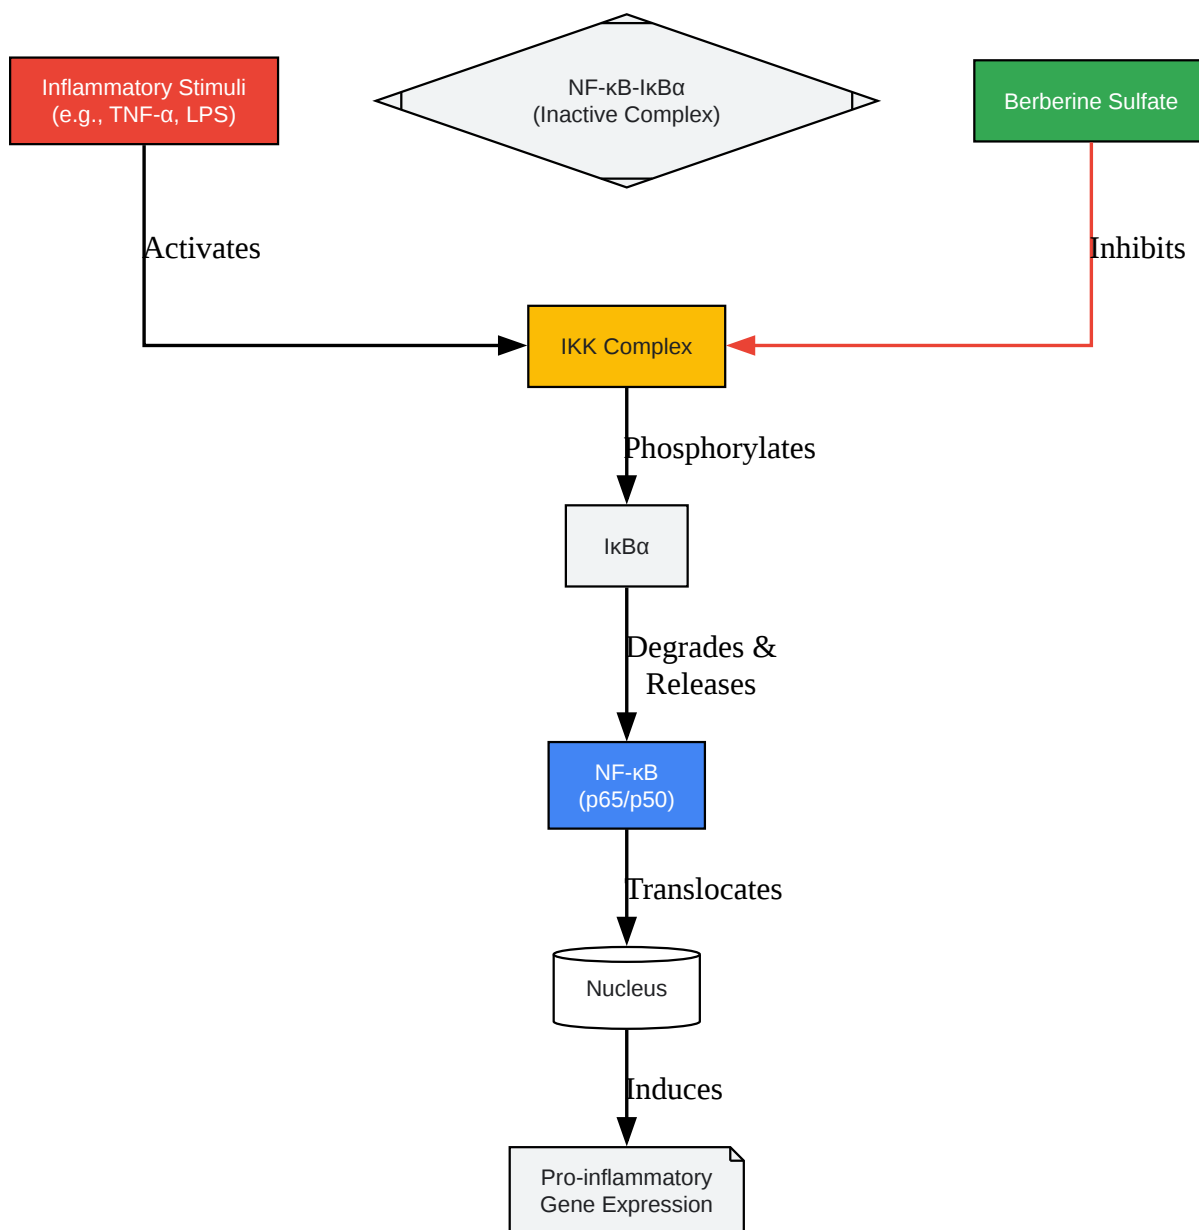 Inflammatory Stimuli
(e.g., TNF-α, LPS)
NF-κB-IκBα
(Inactive Complex)
Berberine Sulfate
Activates
Inhibits
IKK Complex
Phosphorylates
IκBα
Degrades &
Releases
NF-κB
(p65/p50)
Translocates
Nucleus
Induces
Pro-inflammatory
Gene Expression